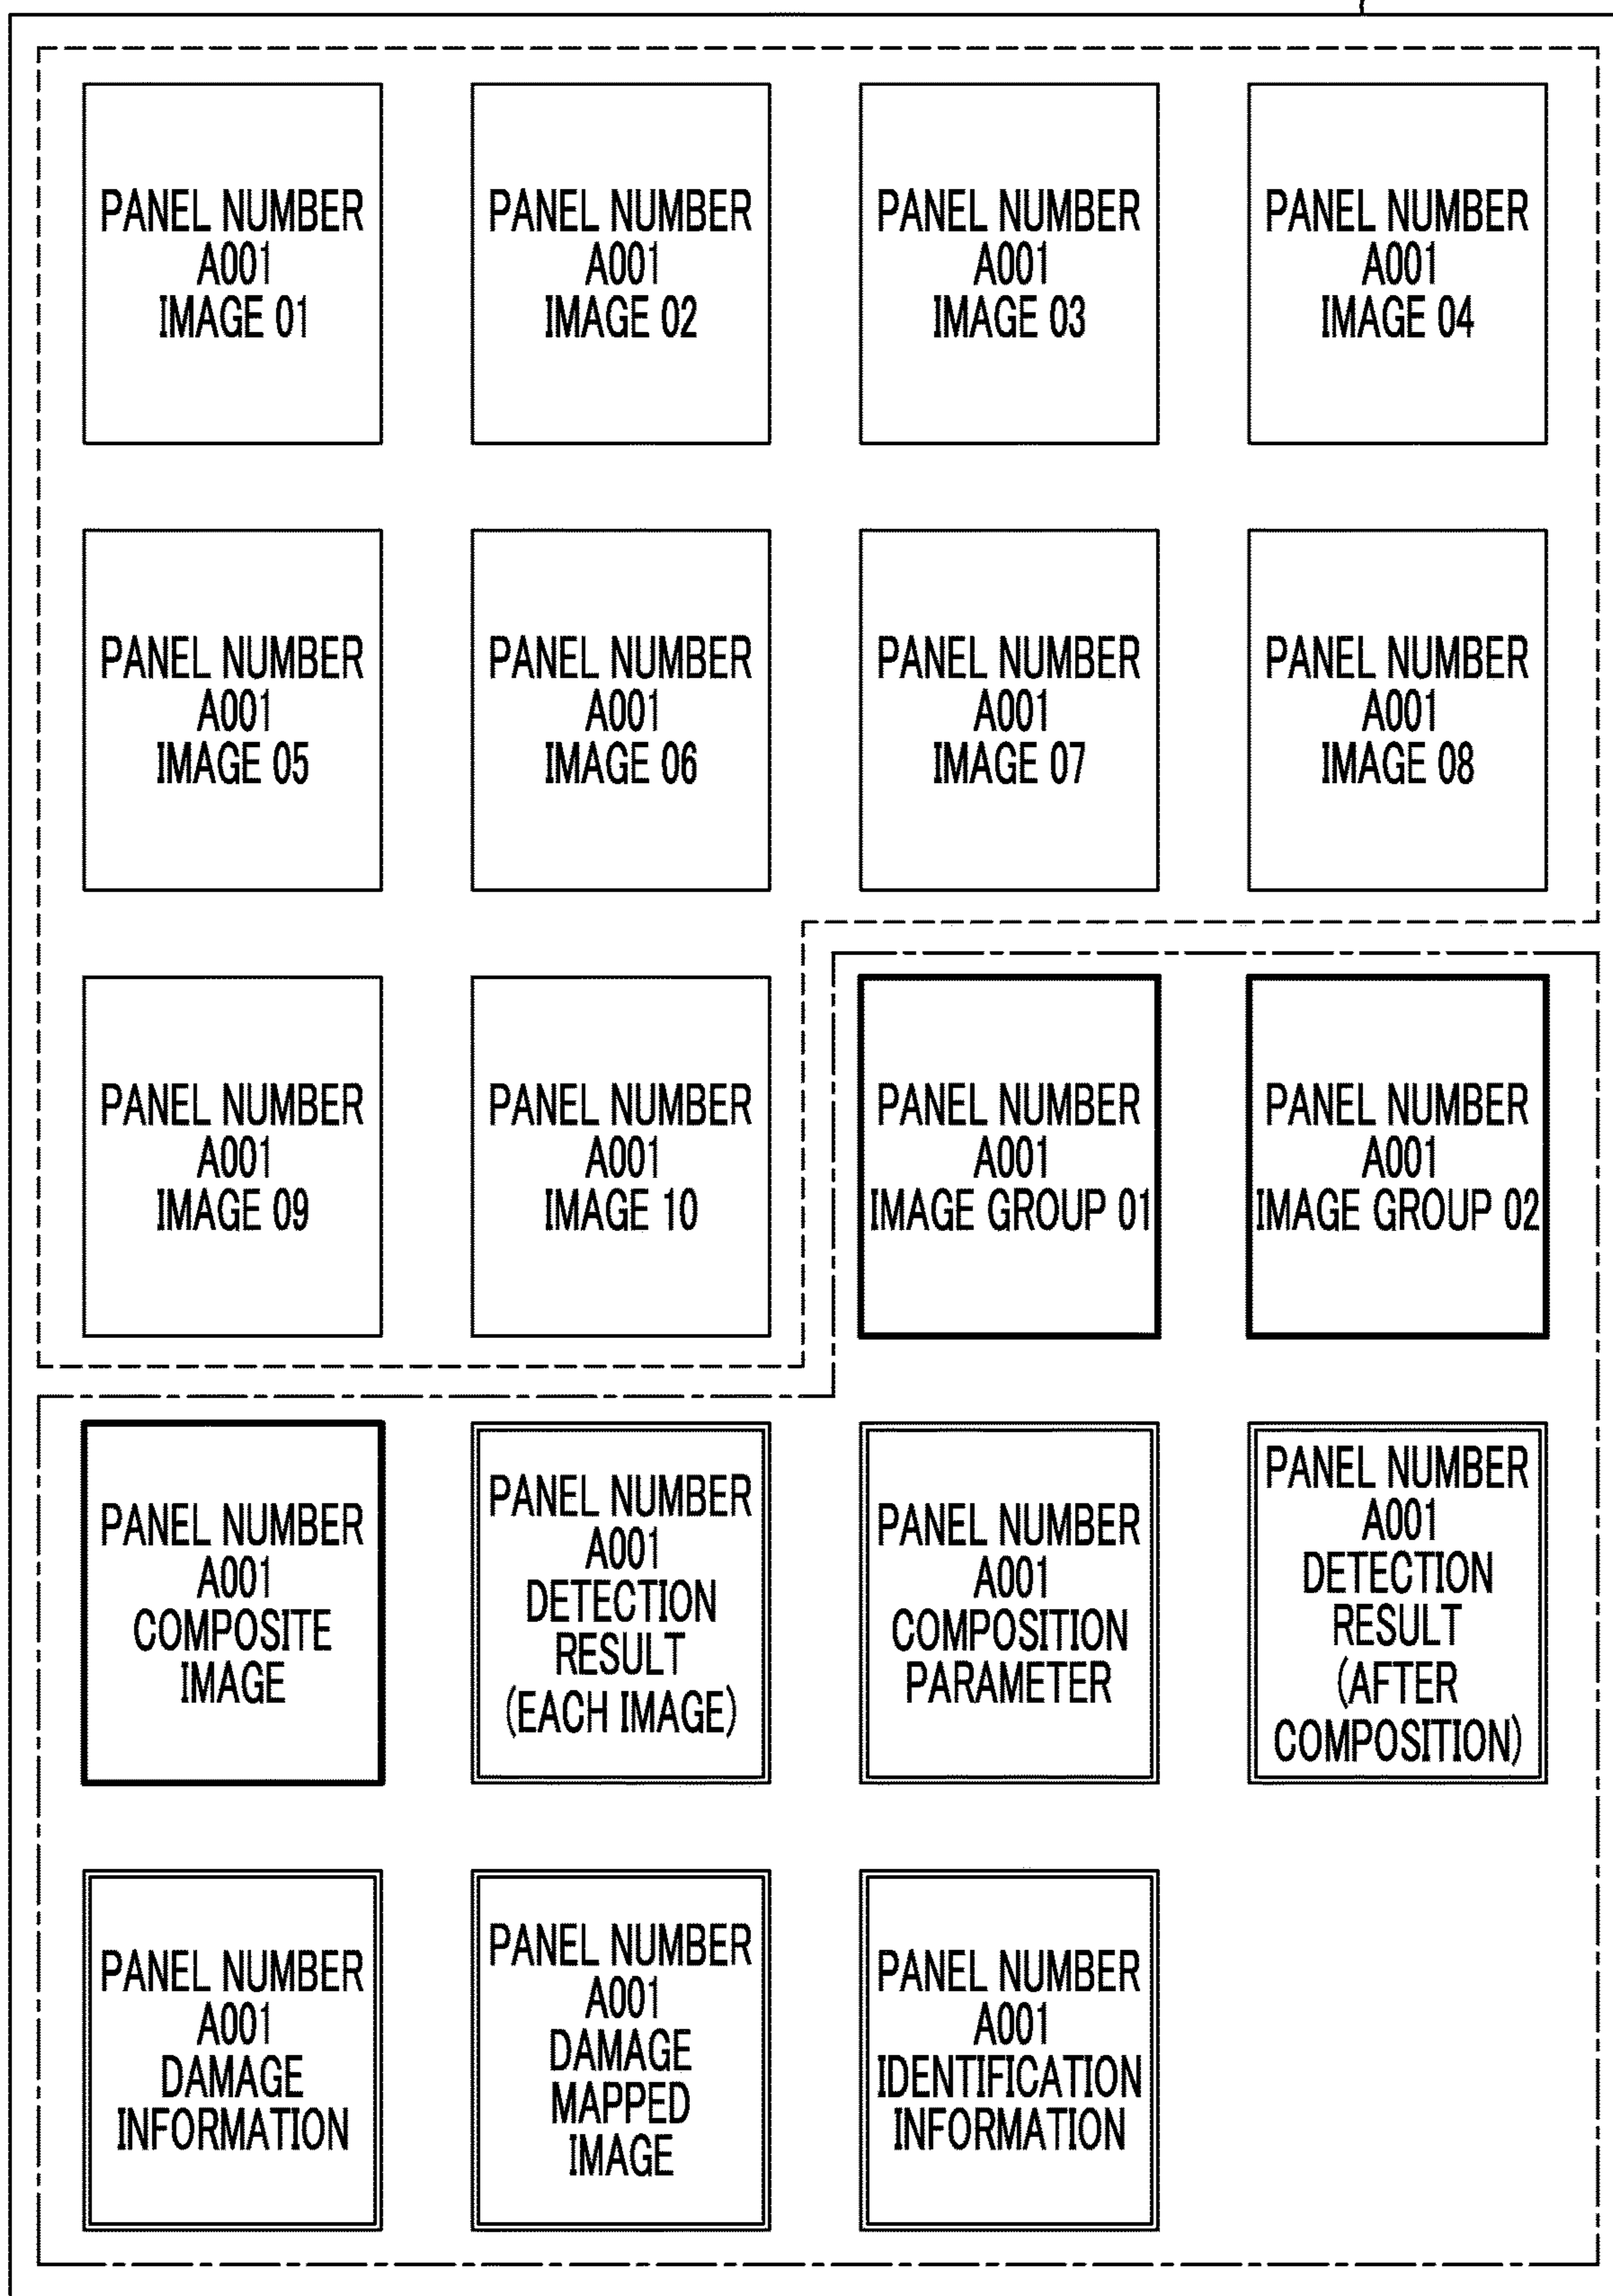 PANEL NUMBER
A001
IMAGE 01
PANEL NUMBER
A001
IMAGE 02
PANEL NUMBER
A001
IMAGE 03
PANEL NUMBER
A001
IMAGE 04
PANEL NUMBER
A001
IMAGE 05
PANEL NUMBER
A001
IMAGE 06
PANEL NUMBER
A001
IMAGE 07
PANEL NUMBER
A001
IMAGE 08
PANEL NUMBER
A001
IMAGE 09
PANEL NUMBER
A001
IMAGE 10
PANEL NUMBER
A001
IMAGE GROUP 01
PANEL NUMBER
A001
IMAGE GROUP 02
PANEL NUMBER
A001
COMPOSITE
IMAGE
PANEL NUMBER
A001
DETECTION
RESULT
(EACH IMAGE)
PANEL NUMBER
A001
COMPOSITION
PARAMETER
PANEL NUMBER
A001
DETECTION
RESULT
(AFTER
COMPOSITION)
PANEL NUMBER
A001
DAMAGE
INFORMATION
PANEL NUMBER
A001
DAMAGE
MAPPED
IMAGE
PANEL NUMBER
A001
IDENTIFICATION
INFORMATION